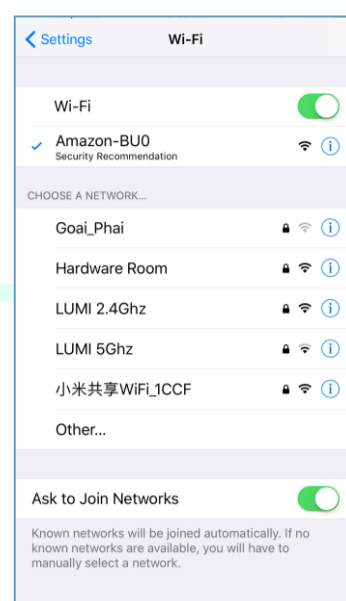 Settings
Wi-Fi
Wi-Fi
Amazon-BU0
Security Recommendation
CHOOSE A NETWORK...
Goai_Phai
Hardware Room
LUMI 2.4Ghz
LUMI 5Ghz
小米共享WiFi_1CCF
Other...
Ask to Join Networks
Known networks will be joined automatically. If no
known networks are available, you will have to
manually select a network.